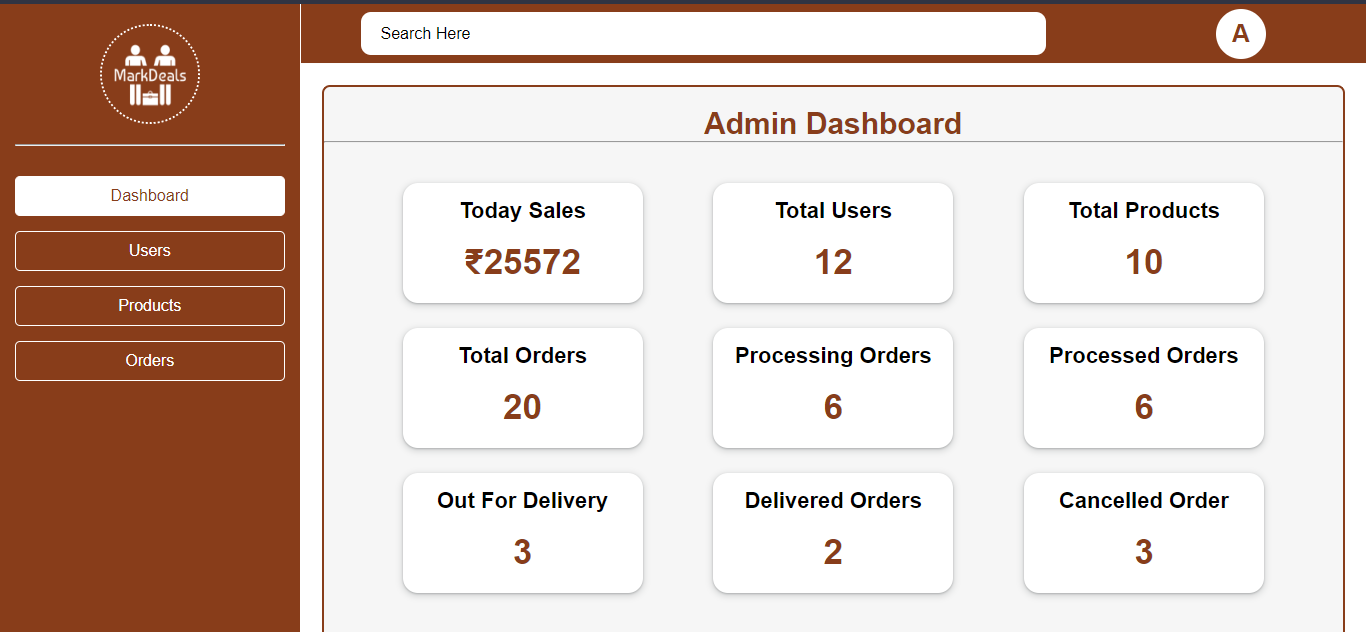 MarkDeals
Search Here
A
Dashboard
Users
Products
Orders
Admin Dashboard
Today Sales
₹25572
Total Users
12
Total Products
10
Total Orders
20
Processing Orders
6
Processed Orders
6
Out For Delivery
3
Delivered Orders
2
Cancelled Order
3